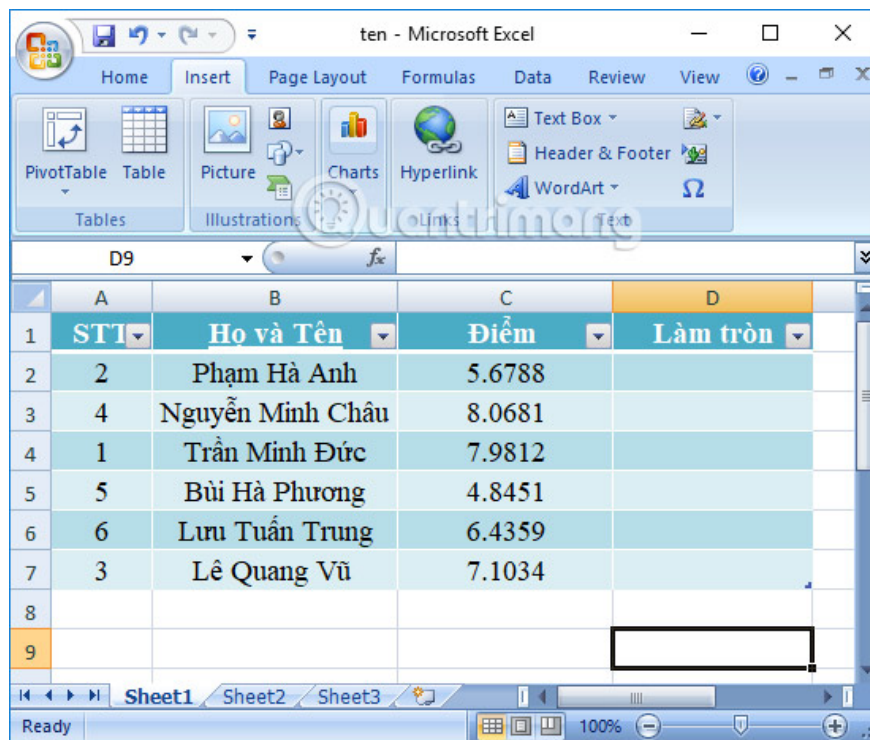 ten - Microsoft Excel
Home Insert Page Layout Formulas Data Review View
PivotTable Table Picture Charts Hyperlink Text Box
Header & Footer
WordArt
Tables Illustrations Links Text
Quantrimang
D9 fx
A B C D
1 STT Họ và Tên Điểm Làm tròn
2 2 Phạm Hà Anh 5.6788
3 4 Nguyễn Minh Châu 8.0681
4 1 Trần Minh Đức 7.9812
5 5 Bùi Hà Phương 4.8451
6 6 Lưu Tuấn Trung 6.4359
7 3 Lê Quang Vũ 7.1034
8
9
Sheet1 Sheet2 Sheet3
Ready 100%